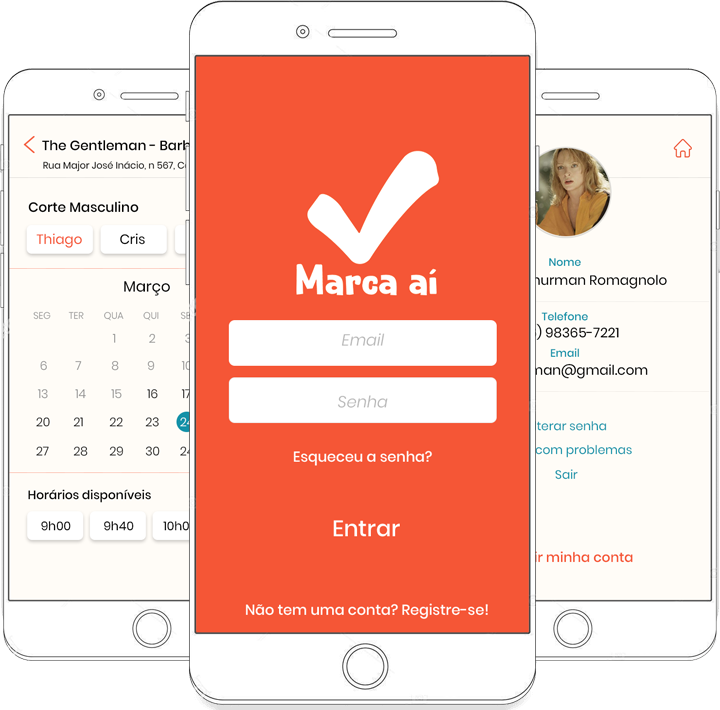 The Gentleman - Barb
Rua Major José Inácio, n 567, C
Corte Masculino
Thiago
Cris
Março
SEG TER QUA QUI SE
1 2 3
6 7 8 9 10
13 14 15 16 17
20 21 22 23 24
27 28 29 30 24
Horários disponíveis
9h00 9h40 10h0
Marca aí
Email
Senha
Esqueceu a senha?
Entrar
Não tem uma conta? Registre-se!
Nome
hurman Romagnolo
Telefone
) 98365-7221
Email
man@gmail.com
terar senha
com problemas
Sair
ir minha conta